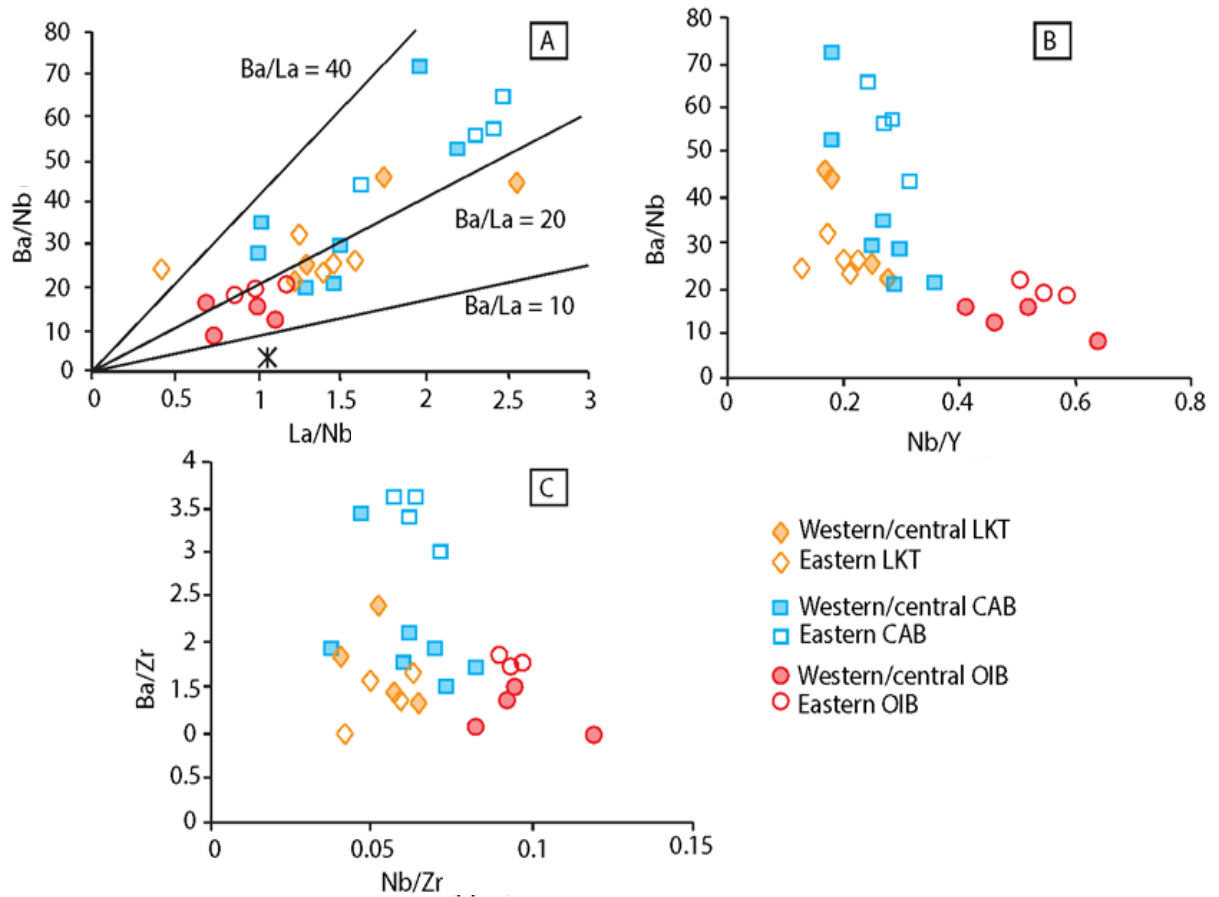 A
80
70
60
50
40
30
20
10
0
Ba/Nb
Ba/La = 40
Ba/La = 20
Ba/La = 10
0 0.5 1 1.5 2 2.5 3
La/Nb
B
80
70
60
50
40
30
20
10
0
Ba/Nb
0 0.2 0.4 0.6 0.8
Nb/Y
C
4
3.5
3
2.5
2
1.5
0
0.5
0
Ba/Zr
0 0.05 0.1 0.15
Nb/Zr
Western/central LKT
Eastern LKT
Western/central CAB
Eastern CAB
Western/central OIB
Eastern OIB